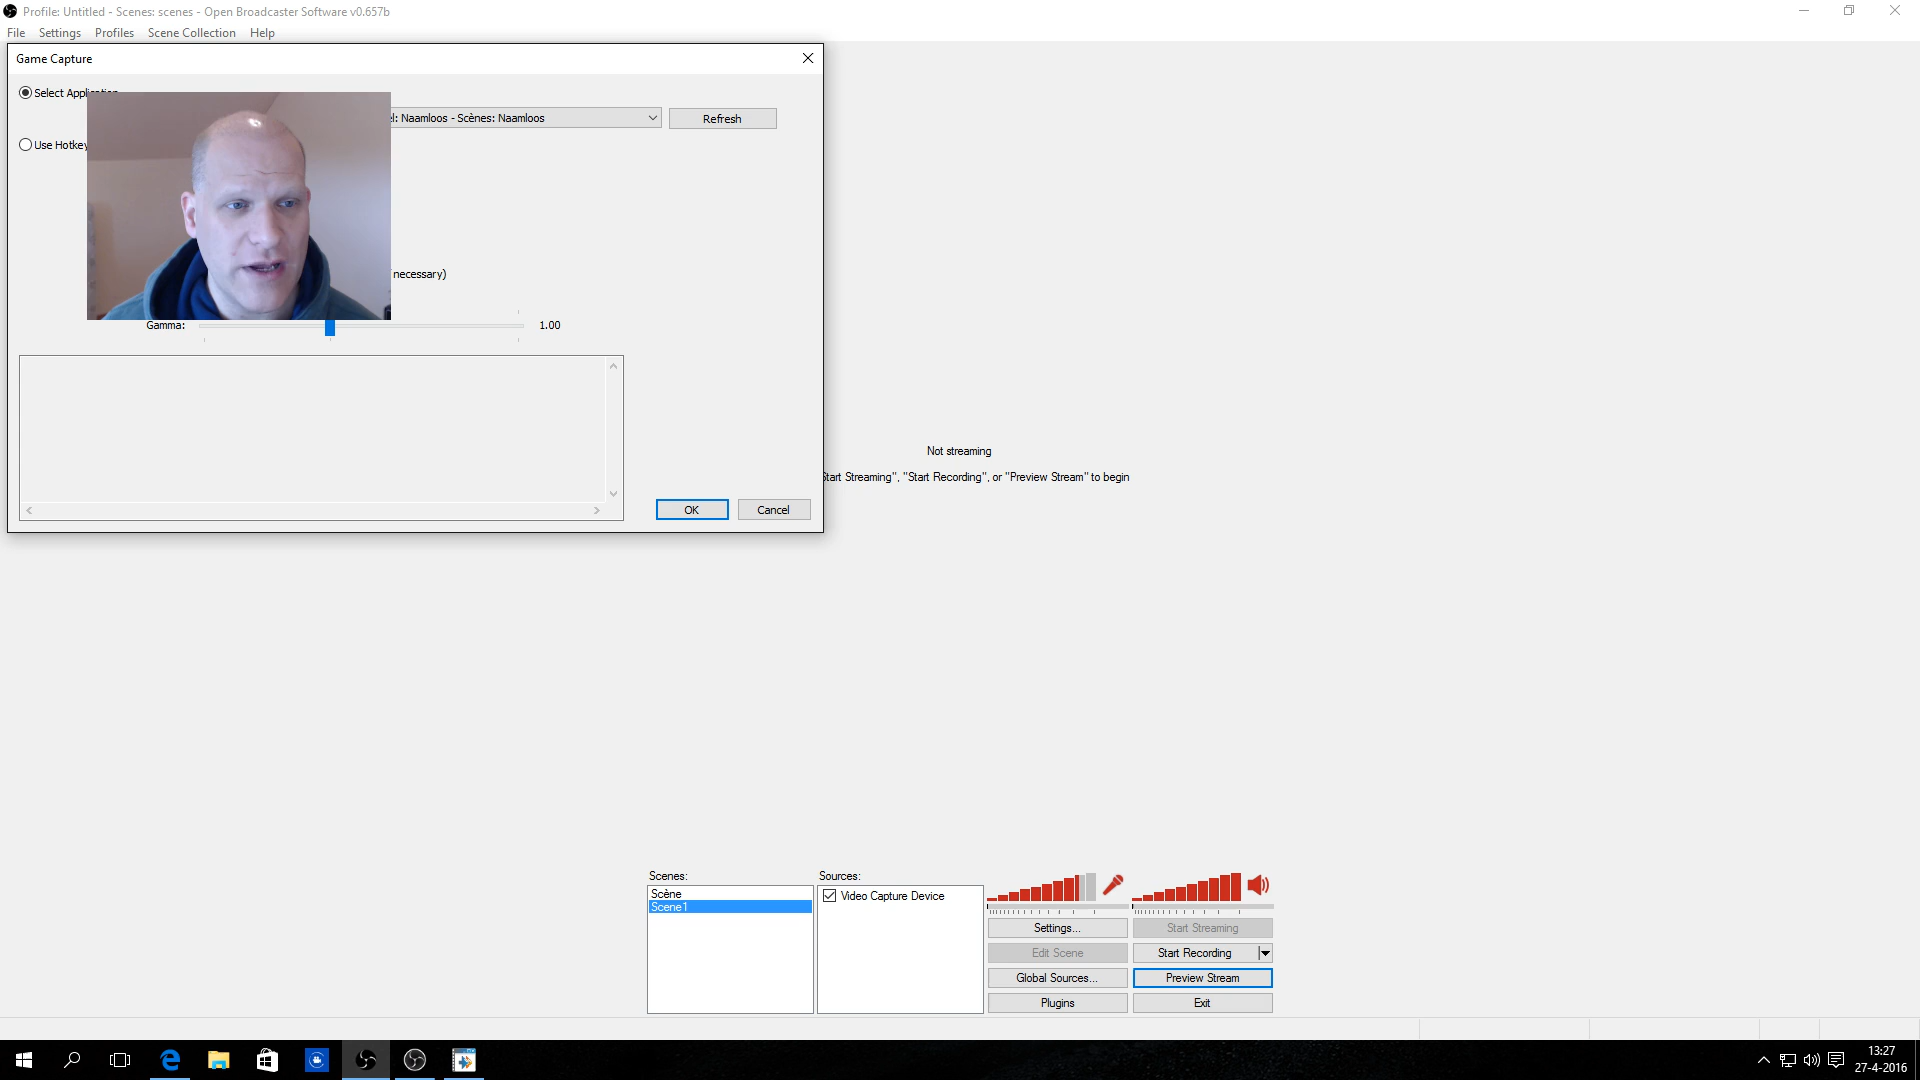 Profile: Untitled - Scenes: scenes - Open Broadcaster Software v0.657b
File Settings Profiles Scene Collection Help
Game Capture
Select Application
l: Naamloos - Scènes: Naamloos
Refresh
Use Hotkey
necessary)
Gamma:
1.00
Not streaming
Start Streaming", "Start Recording", or "Preview Stream" to begin
OK
Cancel
Scenes:
Scène
Scene1
Sources:
Video Capture Device
Settings...
Start Streaming
Edit Scene
Start Recording
Global Sources...
Preview Stream
Plugins
Exit
13:27
27-4-2016